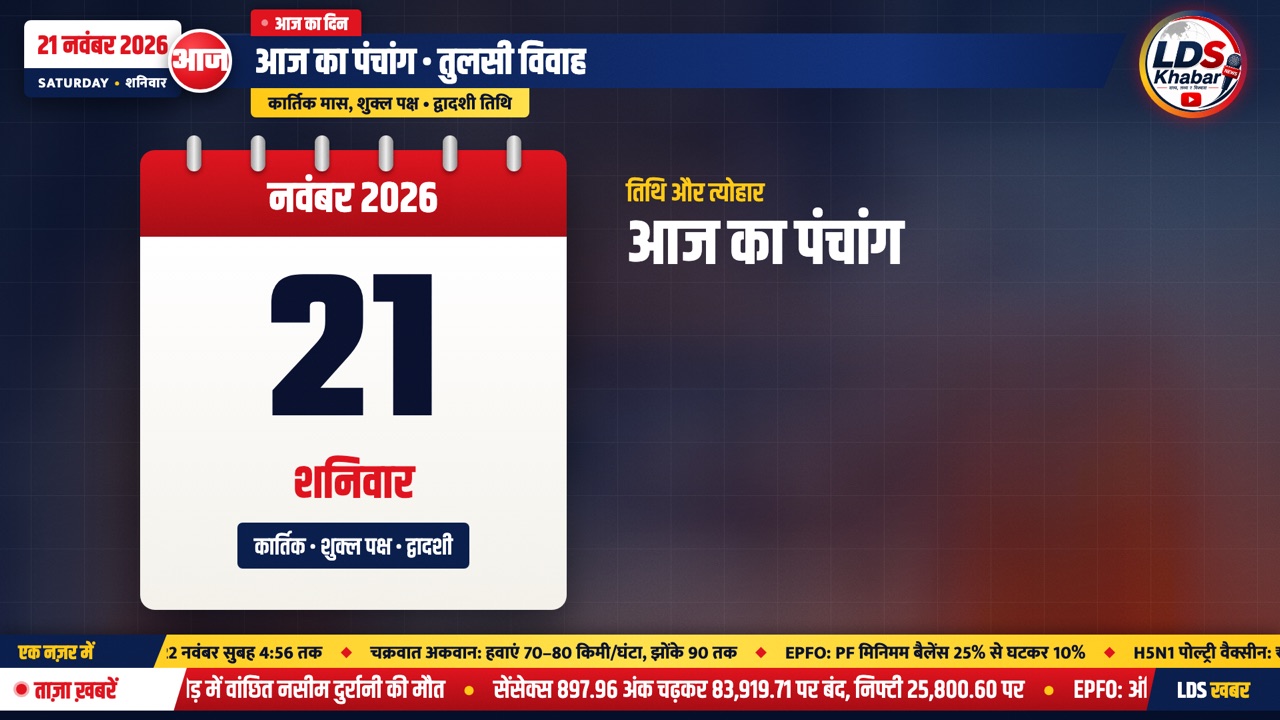 21 नवंबर 2026
SATURDAY • शनिवार
आज
आज का दिन
आज का पंचांग • तुलसी विवाह
कार्तिक मास, शुक्ल पक्ष • द्वादशी तिथि
LDS
Khabar
NEWS
नवंबर 2026
21
शनिवार
कार्तिक • शुक्ल पक्ष • द्वादशी
तिथि और त्योहार
आज का पंचांग
एक नज़र में
नवंबर सुबह 4:56 तक ◆ चक्रवात अकवान: हवाएं 70–80 किमी/घंटा, झोंके 90 तक ◆ EPFO: PF मिनिमम बैलेंस 25% से घटकर 10% ◆ H5N1 पोल्ट्री वैक्सीन:
ताज़ा ख़बरें
में वांछित नसीम दुर्रानी की मौत • सेंसेक्स 897.96 अंक चढ़कर 83,919.71 पर बंद, निफ्टी 25,800.60 पर • EPFO:
LDS खबर